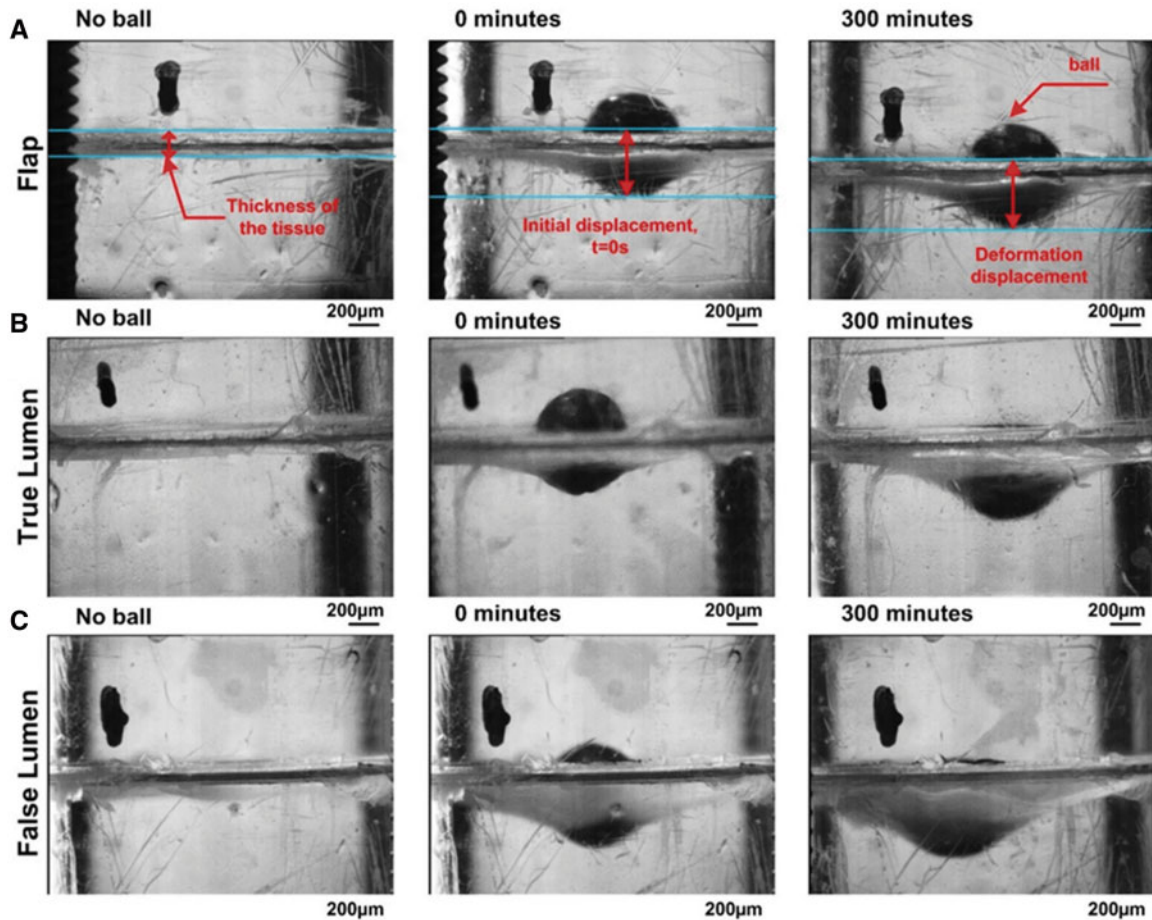 No ball
0 minutes
300 minutes
A
Flap
Thickness of
the tissue
Initial displacement,
t=0s
ball
Deformation
displacement
200µm
200µm
200µm
B
True Lumen
No ball
0 minutes
300 minutes
200µm
200µm
200µm
C
False Lumen
No ball
0 minutes
300 minutes
200µm
200µm
200µm